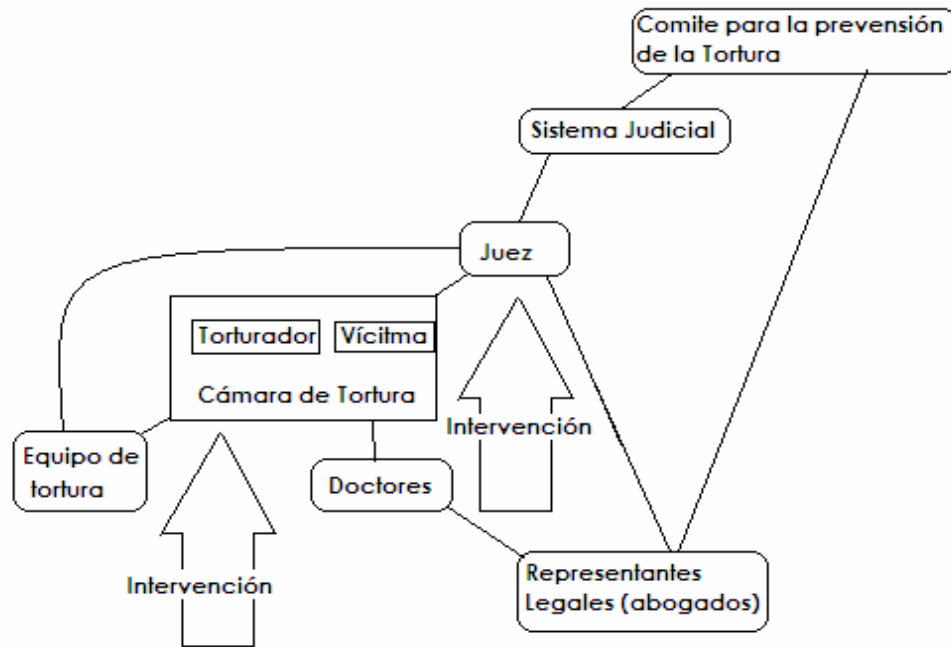 Comite para la prevensión
de la Tortura
Sistema Judicial
Juez
Torturador
Vícitma
Cámara de Tortura
Intervención
Equipo de
tortura
Doctores
Intervención
Representantes
Legales (abogados)